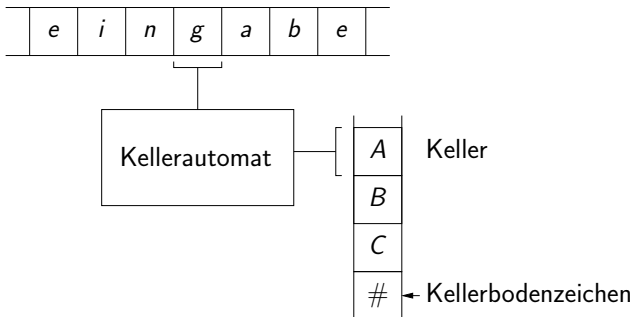 e i n g a b e
Kellerautomat
A Keller
B
C
# Kellerbodenzeichen